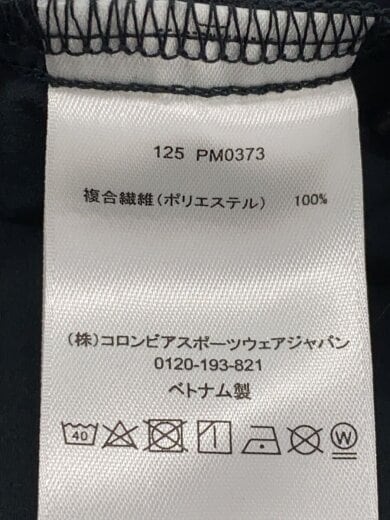 125 PM0373
複合繊維(ポリエステル) 100%
(株)コロンビアスポーツウェアジャパン
0120-193-821
ベトナム製
40 W